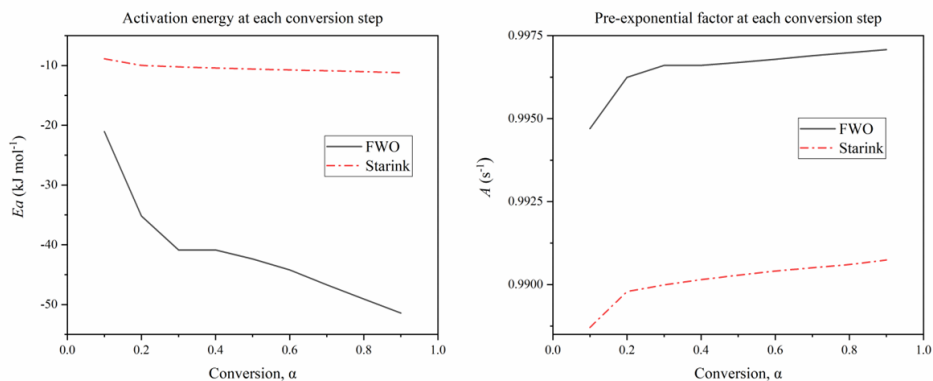 Activation energy at each conversion step
-10
-20
-30
-40
-50
Ea (kJ mol⁻¹)
FWO
Starink
0.0 0.2 0.4 0.6 0.8 1.0
Conversion, α
Pre-exponential factor at each conversion step
0.9975
0.9950
0.9925
0.9900
A (s⁻¹)
FWO
Starink
0.0 0.2 0.4 0.6 0.8 1.0
Conversion, α